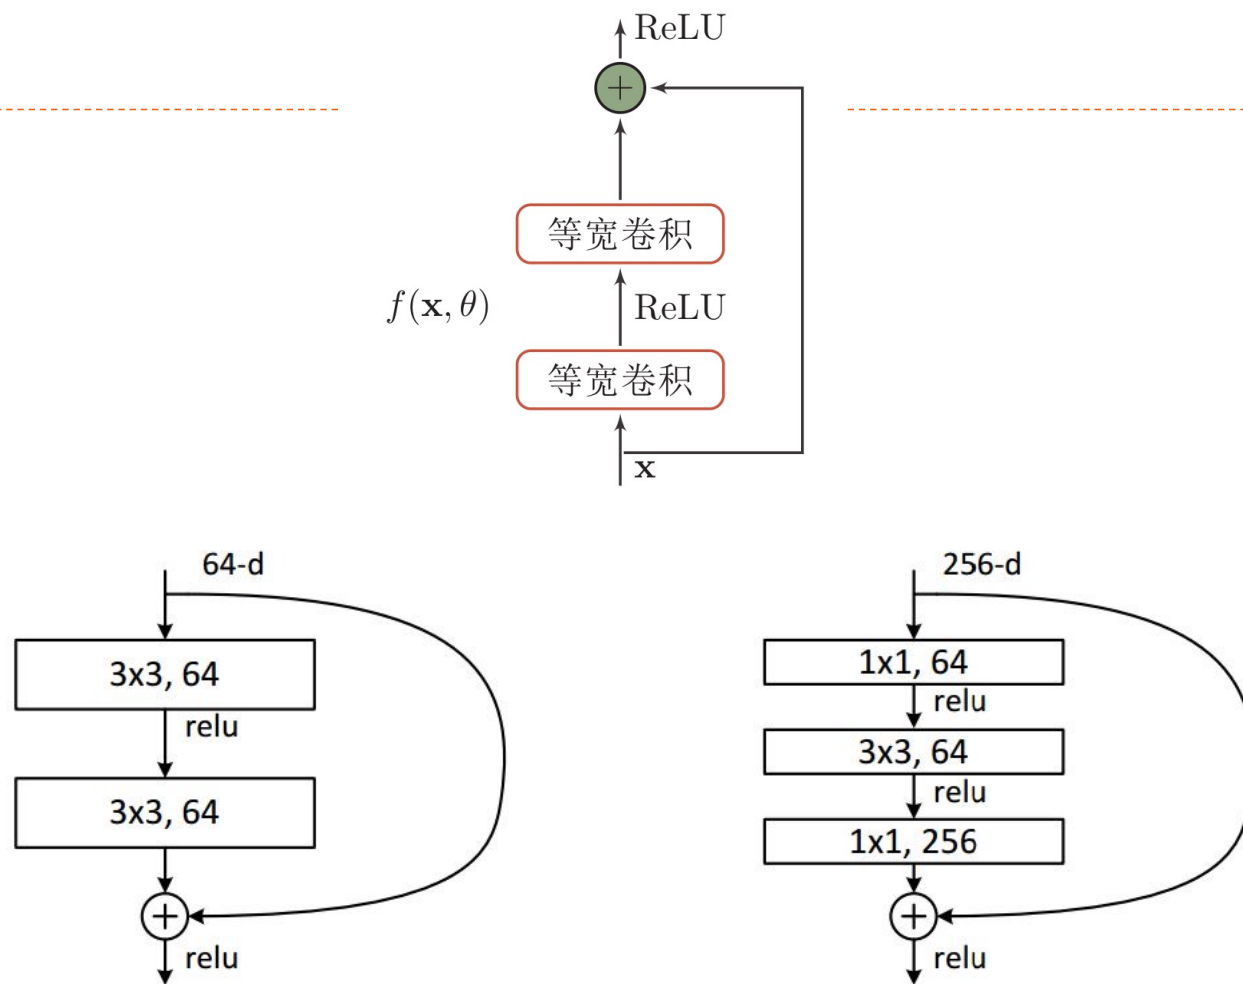 ReLU
+
等宽卷积
f(x, θ)
ReLU
等宽卷积
x
64-d
3x3, 64
relu
3x3, 64
+
relu
256-d
1x1, 64
relu
3x3, 64
relu
1x1, 256
+
relu